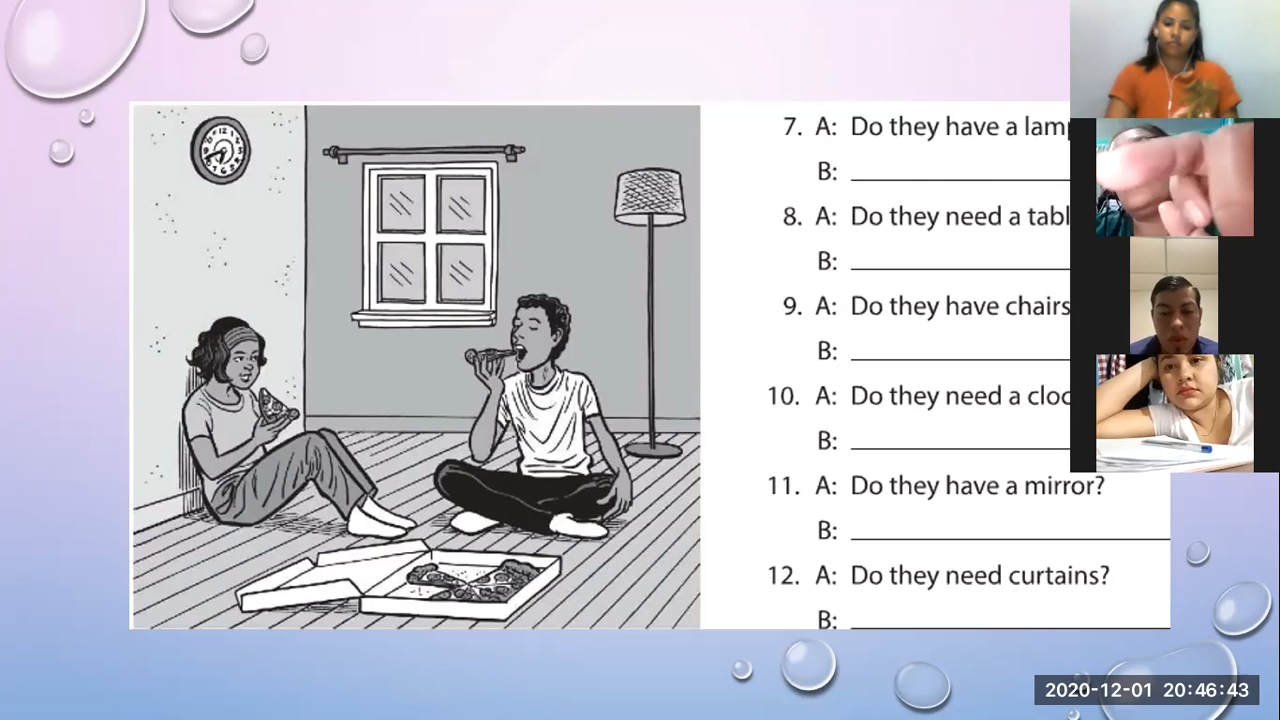 7. A: Do they have a lamp
B:
8. A: Do they need a tabl
B:
9. A: Do they have chairs
B:
10. A: Do they need a cloc
B:
11. A: Do they have a mirror?
B:
12. A: Do they need curtains?
B:
2020-12-01 20:46:43